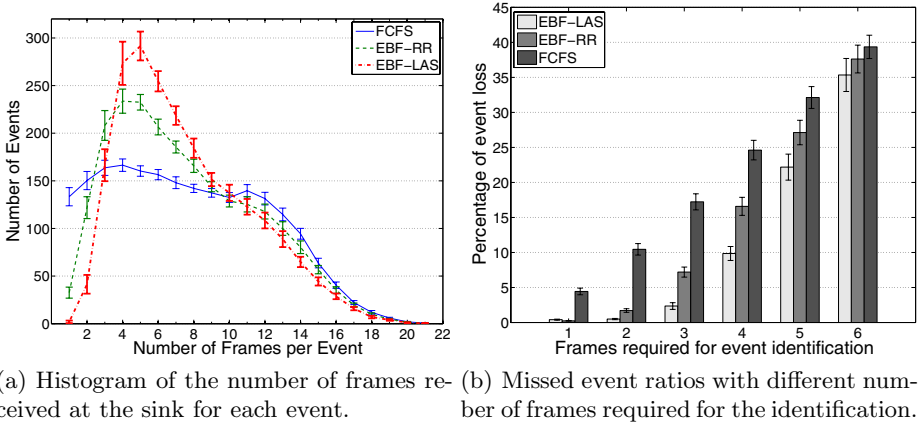 Number of Events
300
250
200
150
100
50
0
2 4 6 8 10 12 14 16 18 20 22
Number of Frames per Event
FCFS
EBF−RR
EBF−LAS
(a) Histogram of the number of frames re-
ceived at the sink for each event.
Percentage of event loss
45
40
35
30
25
20
15
10
5
0
1 2 3 4 5 6
Frames required for event identification
EBF−LAS
EBF−RR
FCFS
(b) Missed event ratios with different num-
ber of frames required for the identification.